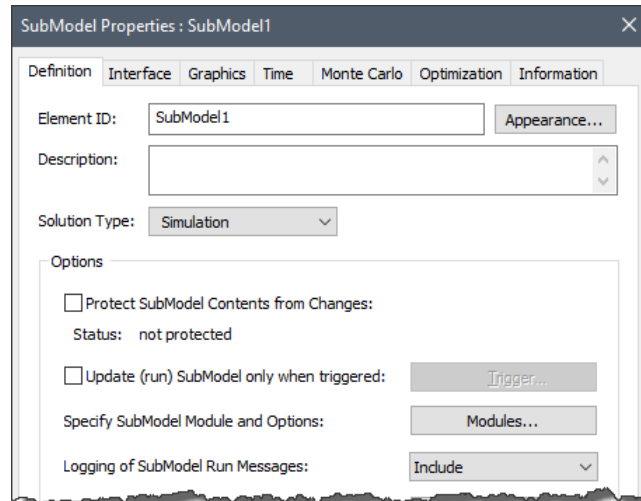 SubModel Properties : SubModel1
Definition Interface Graphics Time Monte Carlo Optimization Information
Element ID: SubModel1 Appearance...
Description:
Solution Type: Simulation
Options
Protect SubModel Contents from Changes:
Status: not protected
Update (run) SubModel only when triggered: Trigger...
Specify SubModel Module and Options: Modules...
Logging of SubModel Run Messages: Include